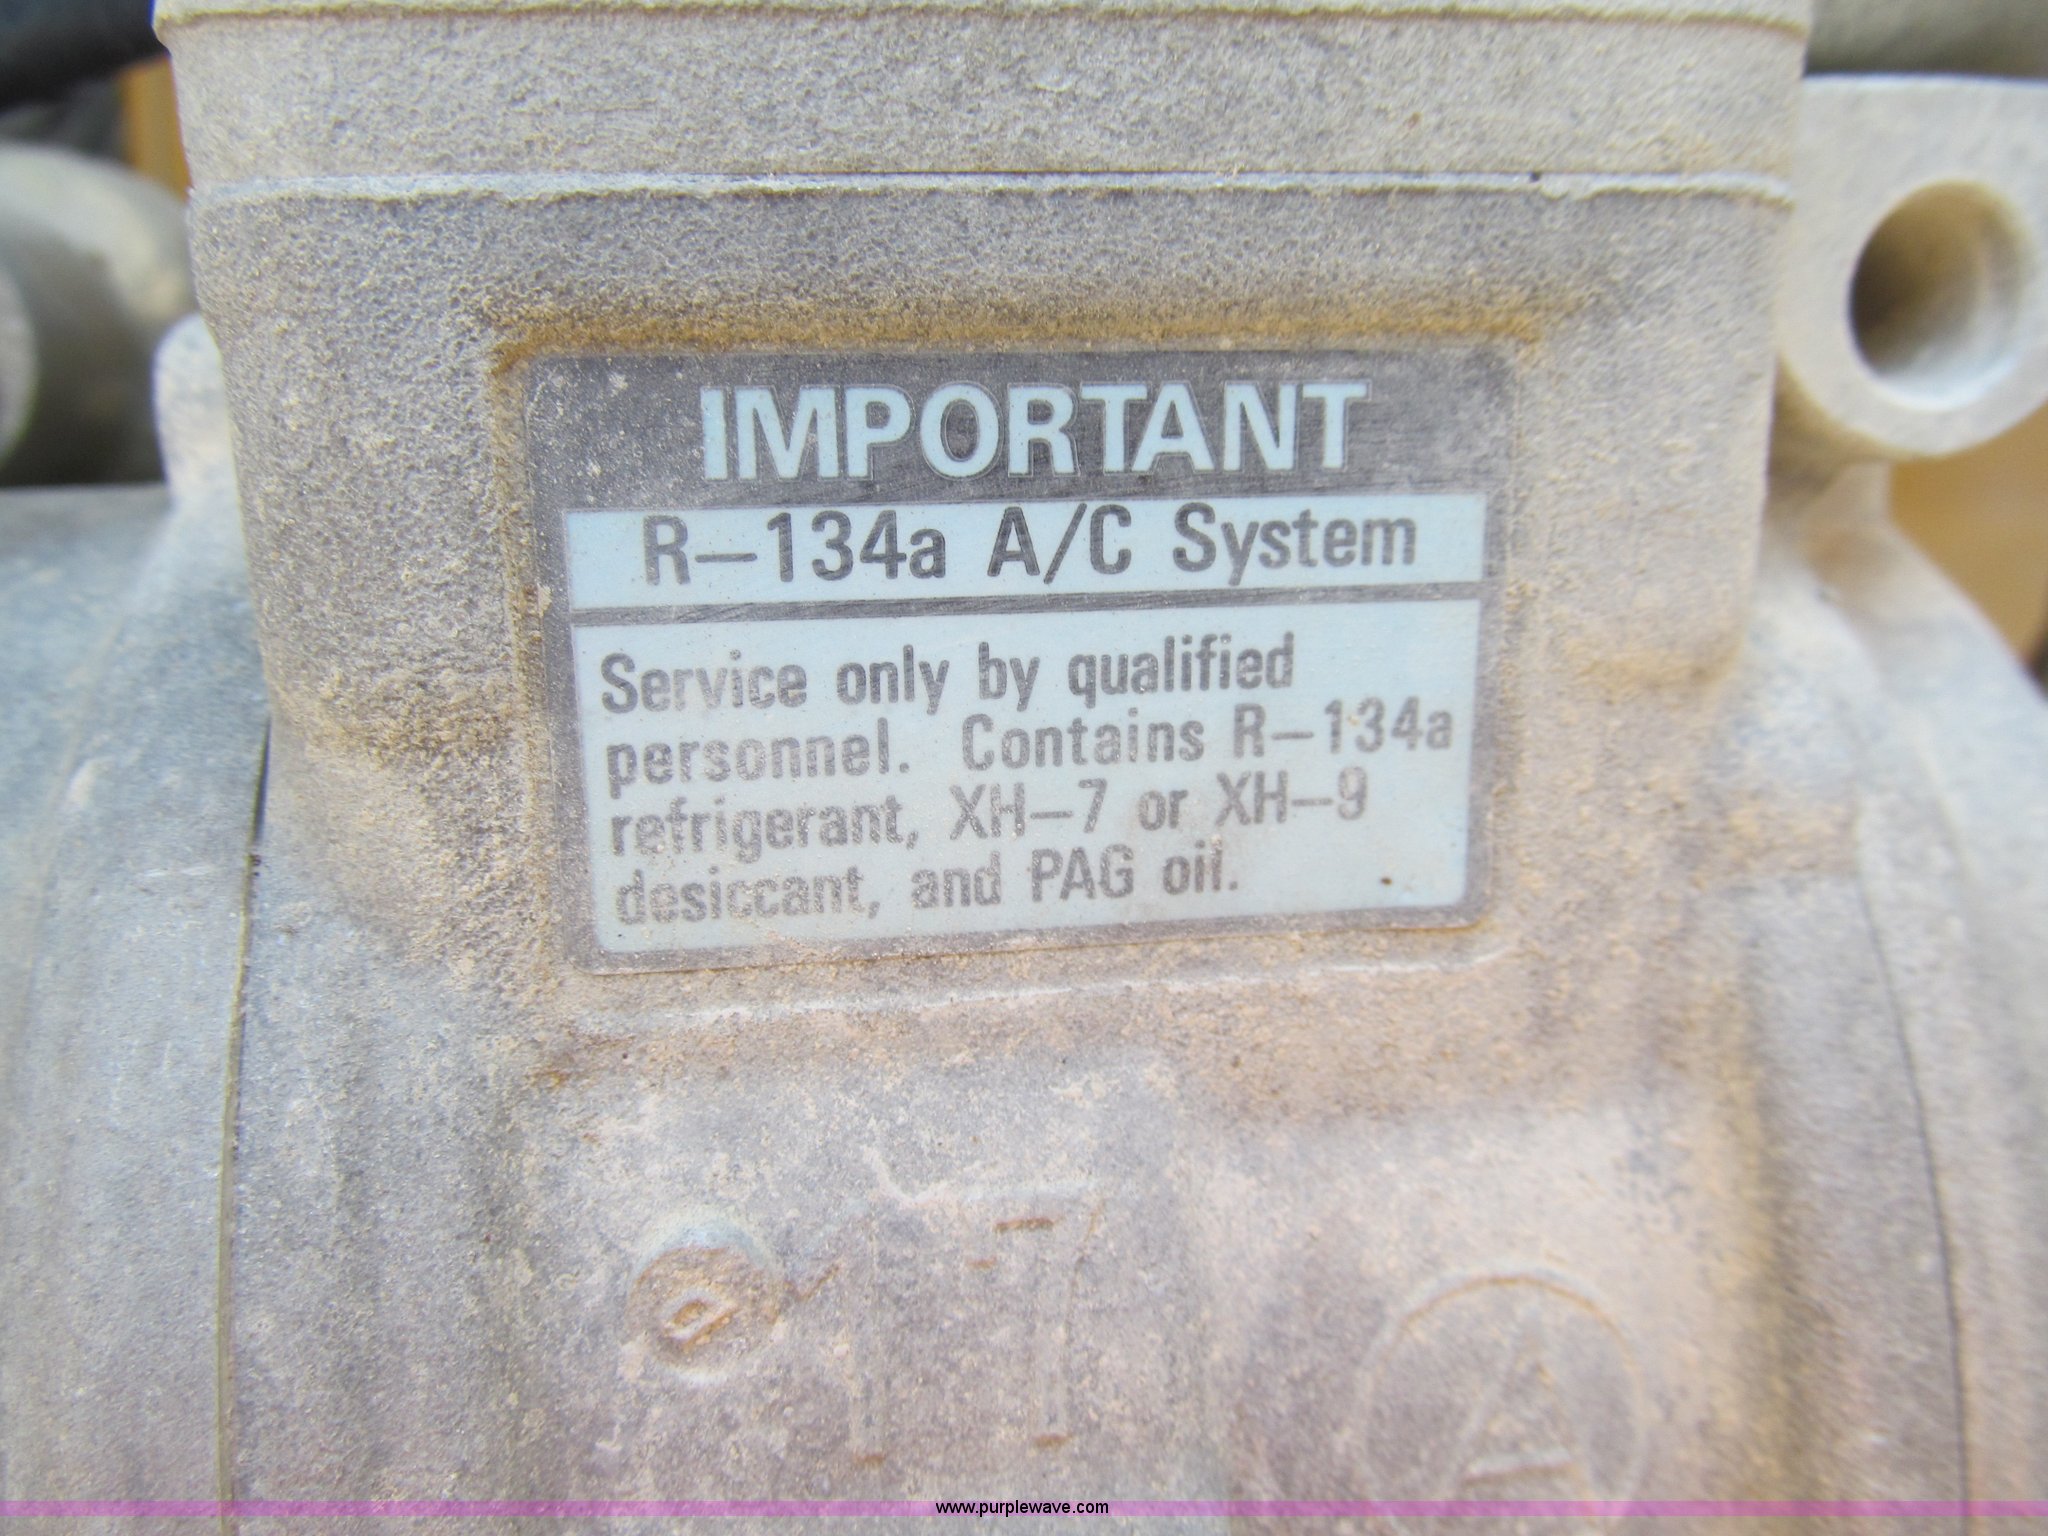 IMPORTANT
R-134a A/C System
Service only by qualified
personnel. Contains R-134a
refrigerant, XH-7 or XH-9
desiccant, and PAG oil.
A
www.purplewave.com